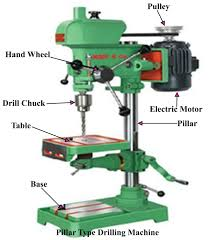 Pulley
Hand Wheel
Drill Chuck
Electric Motor
Table
Pillar
Base
Pillar Type Drilling Machine